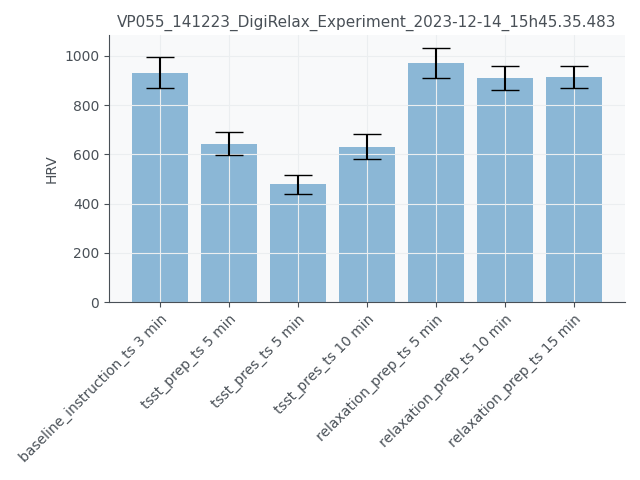 VP055_141223_DigiRelax_Experiment_2023-12-14_15h45.35.483
HRV
1000
800
600
400
200
0
baseline_instruction_ts 3 min
tsst_prep_ts 5 min
tsst_pres_ts 5 min
tsst_pres_ts 10 min
relaxation_prep_ts 5 min
relaxation_prep_ts 10 min
relaxation_prep_ts 15 min